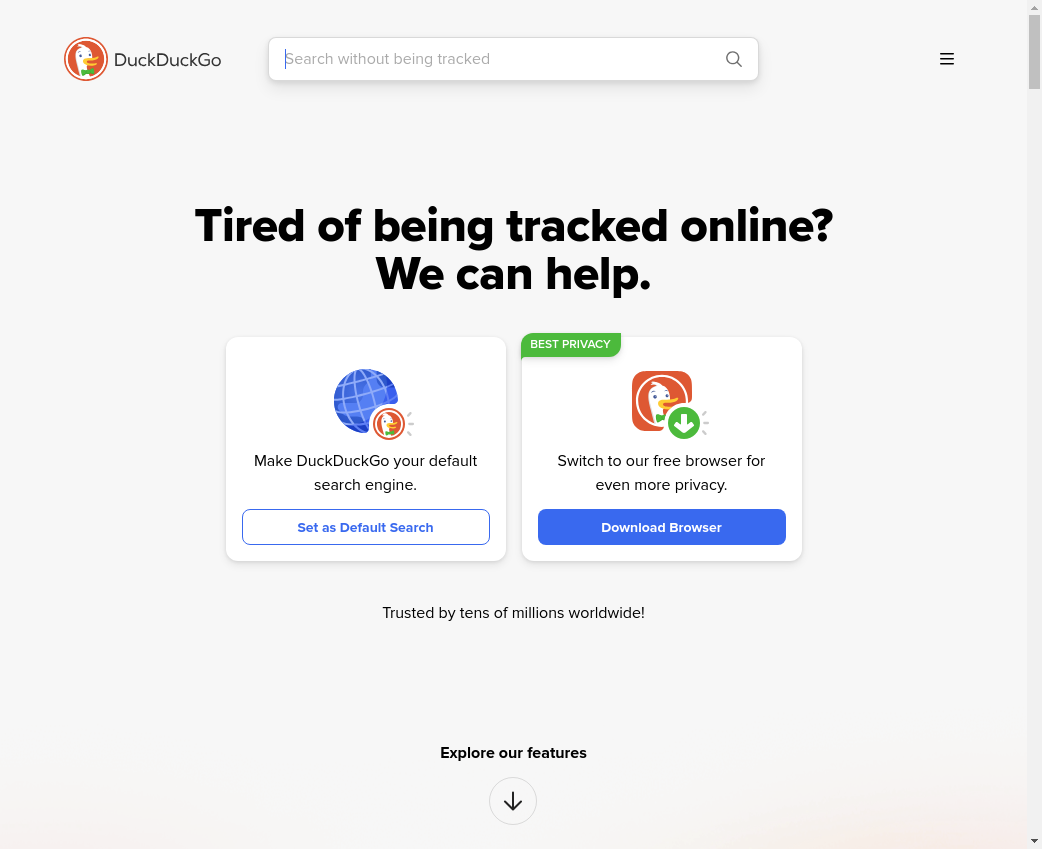 DuckDuckGo
Search without being tracked
Tired of being tracked online?
We can help.
Make DuckDuckGo your default
search engine.
Set as Default Search
BEST PRIVACY
Switch to our free browser for
even more privacy.
Download Browser
Trusted by tens of millions worldwide!
Explore our features